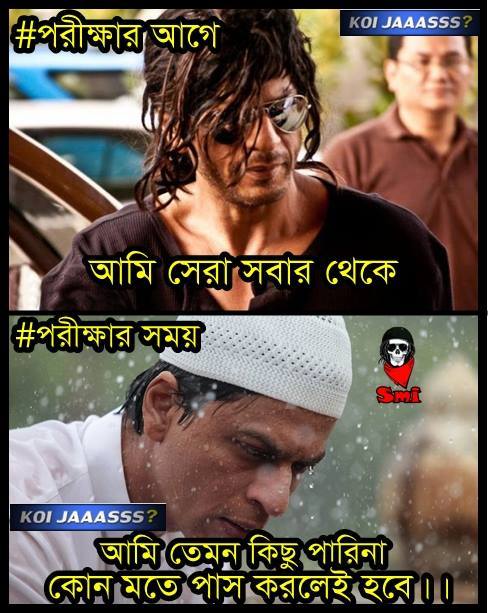 #পরীক্ষার আগে
KOI JAAASSS?
আমি সেরা সবার থেকে
#পরীক্ষার সময়
SmI
KOI JAAASSS?
আমি তেমন কিছু পারিনা
কোন মতে পাস করলেই হবে।।